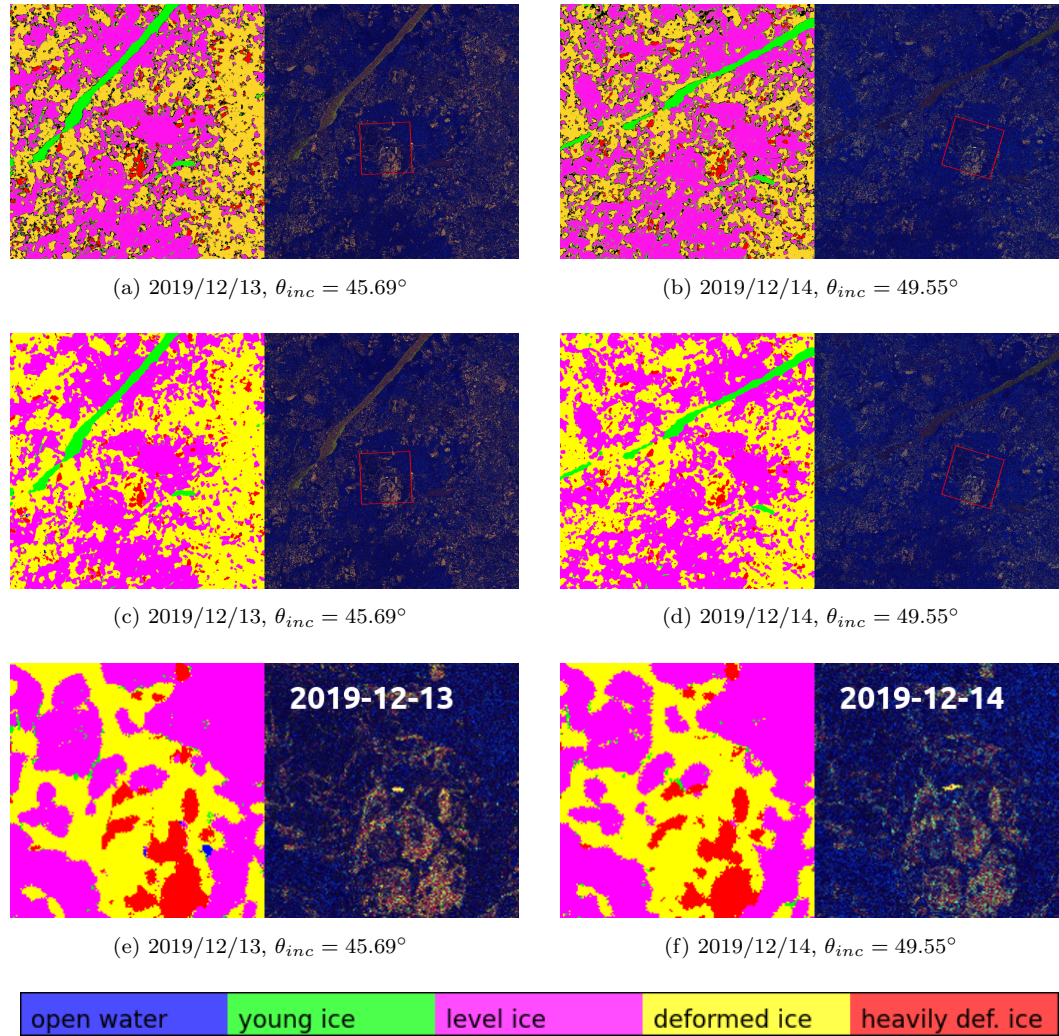 (a) 2019/12/13, θinc = 45.69°
(b) 2019/12/14, θinc = 49.55°
(c) 2019/12/13, θinc = 45.69°
(d) 2019/12/14, θinc = 49.55°
2019-12-13
2019-12-14
(e) 2019/12/13, θinc = 45.69°
(f) 2019/12/14, θinc = 49.55°
open water young ice level ice deformed ice heavily def. ice